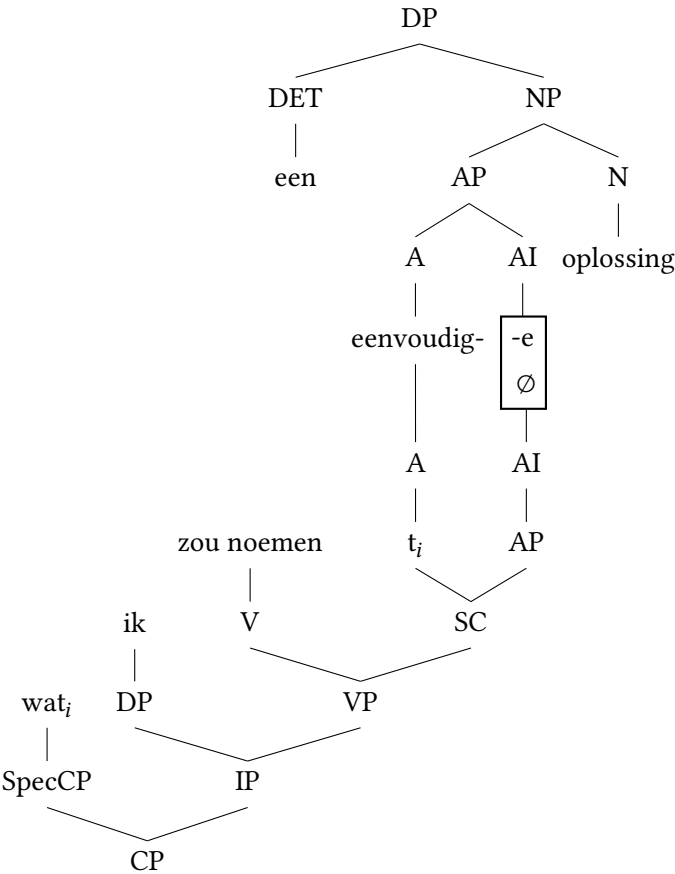 DP
DET NP
een AP N
A AI oplossing
eenvoudig- -e
∅
A AI
zou noemen tᵢ AP
ik V SC
watᵢ DP VP
SpecCP IP
CP